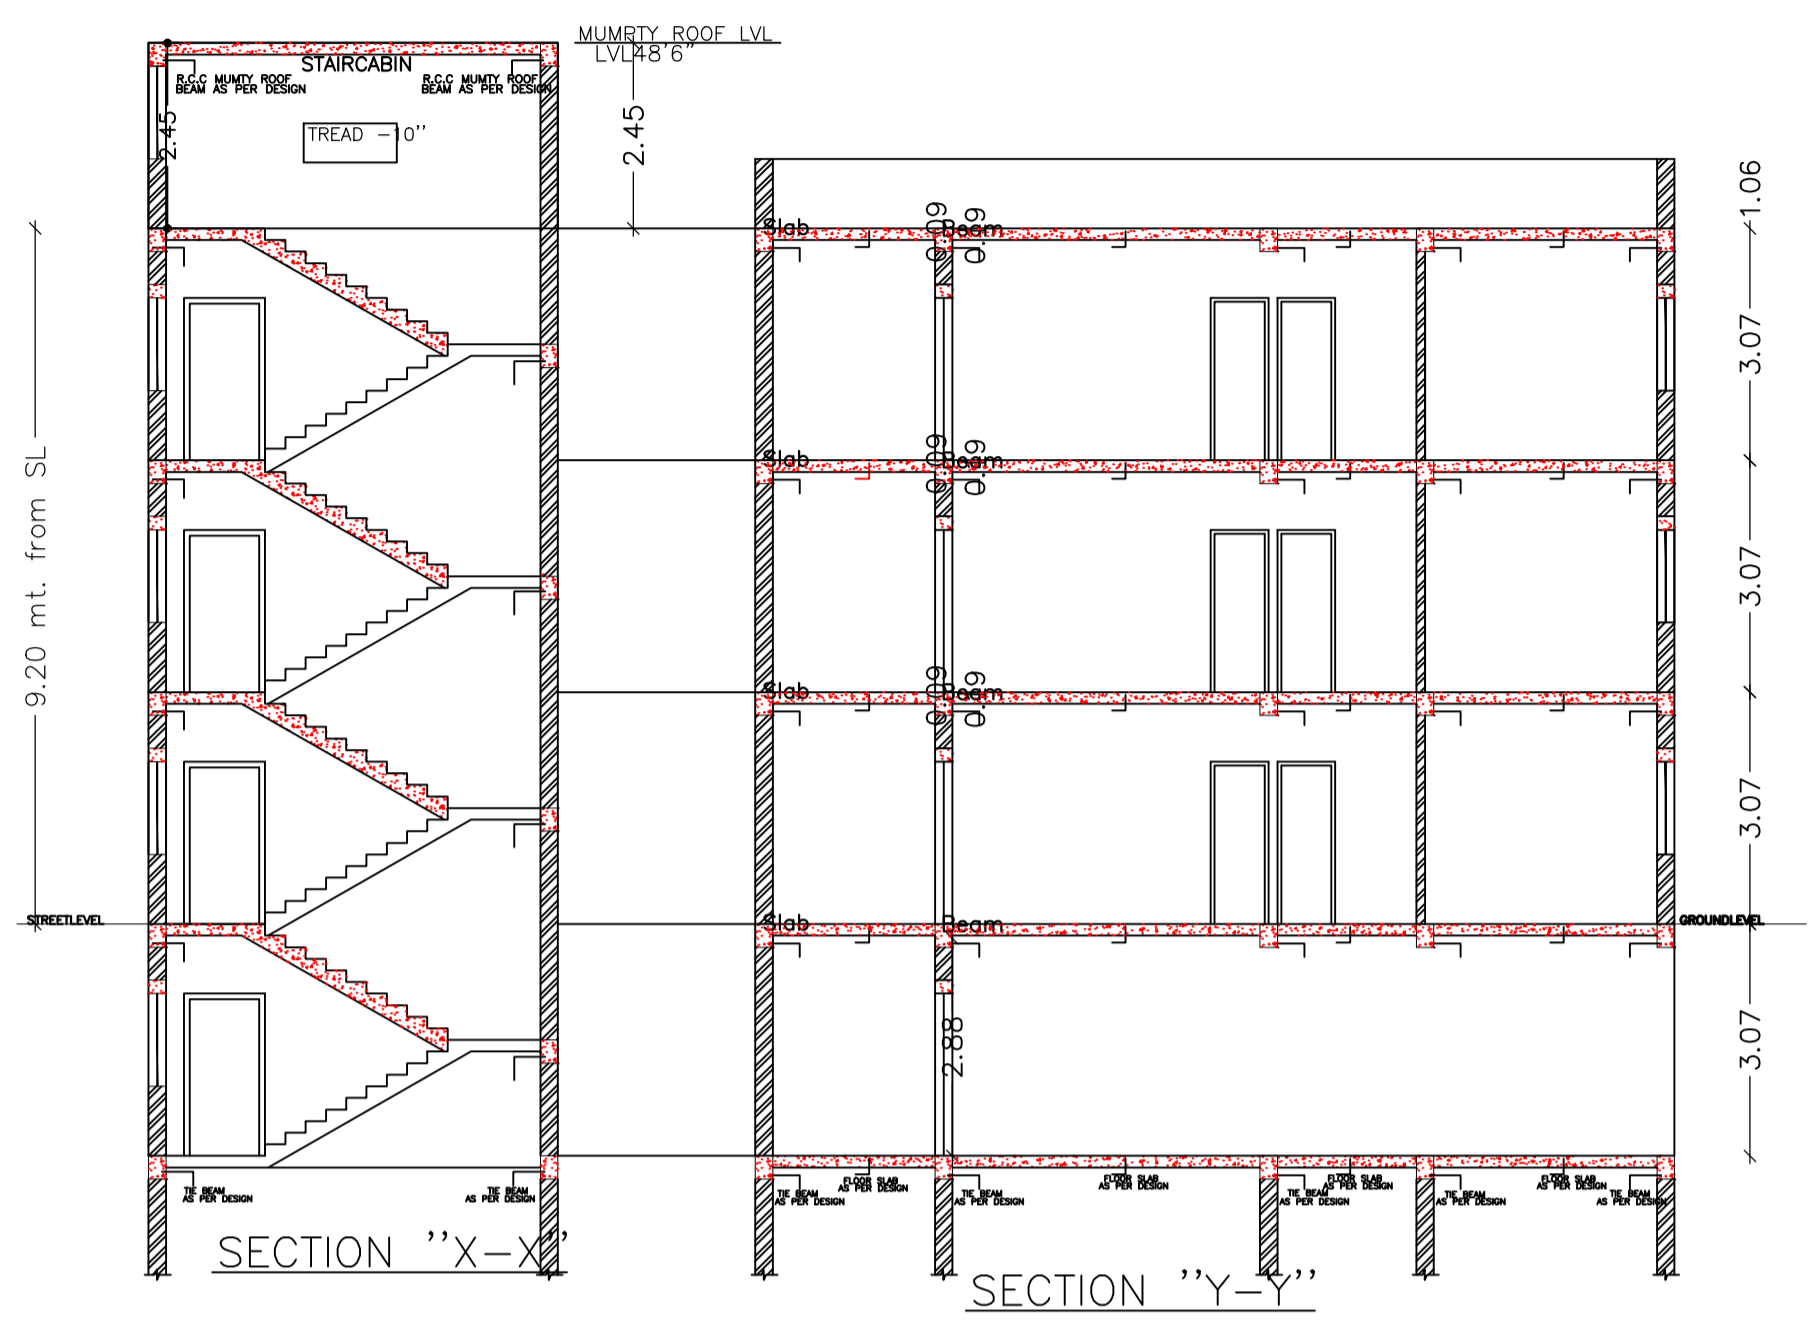 MUMPTY ROOF LVL
LVL48'6"
STAIRCABIN
R.C.C MUMTY ROOF
BEAM AS PER DESIGN
R.C.C MUMTY ROOF
BEAM AS PER DESIGN
2.45
TREAD -10''
2.45
1.06
Slab
0.09
Beam
0.29
3.07
9.20 mt. from SL
Slab
0.09
Beam
0.29
3.07
Slab
0.09
Beam
0.29
3.07
STREETLEVEL
Slab
Beam
GROUNDLEVEL
2.88
3.07
TIE BEAM
AS PER DESIGN
TIE BEAM
AS PER DESIGN
TIE BEAM
AS PER DESIGN
FLOOR SLAB
AS PER DESIGN
TIE BEAM
AS PER DESIGN
FLOOR SLAB
AS PER DESIGN
TIE BEAM
AS PER DESIGN
FLOOR SLAB
AS PER DESIGN
TIE BEAM
AS PER DESIGN
FLOOR SLAB
AS PER DESIGN
TIE BEAM
AS PER DESIGN
SECTION ''X-X''
SECTION ''Y-Y''